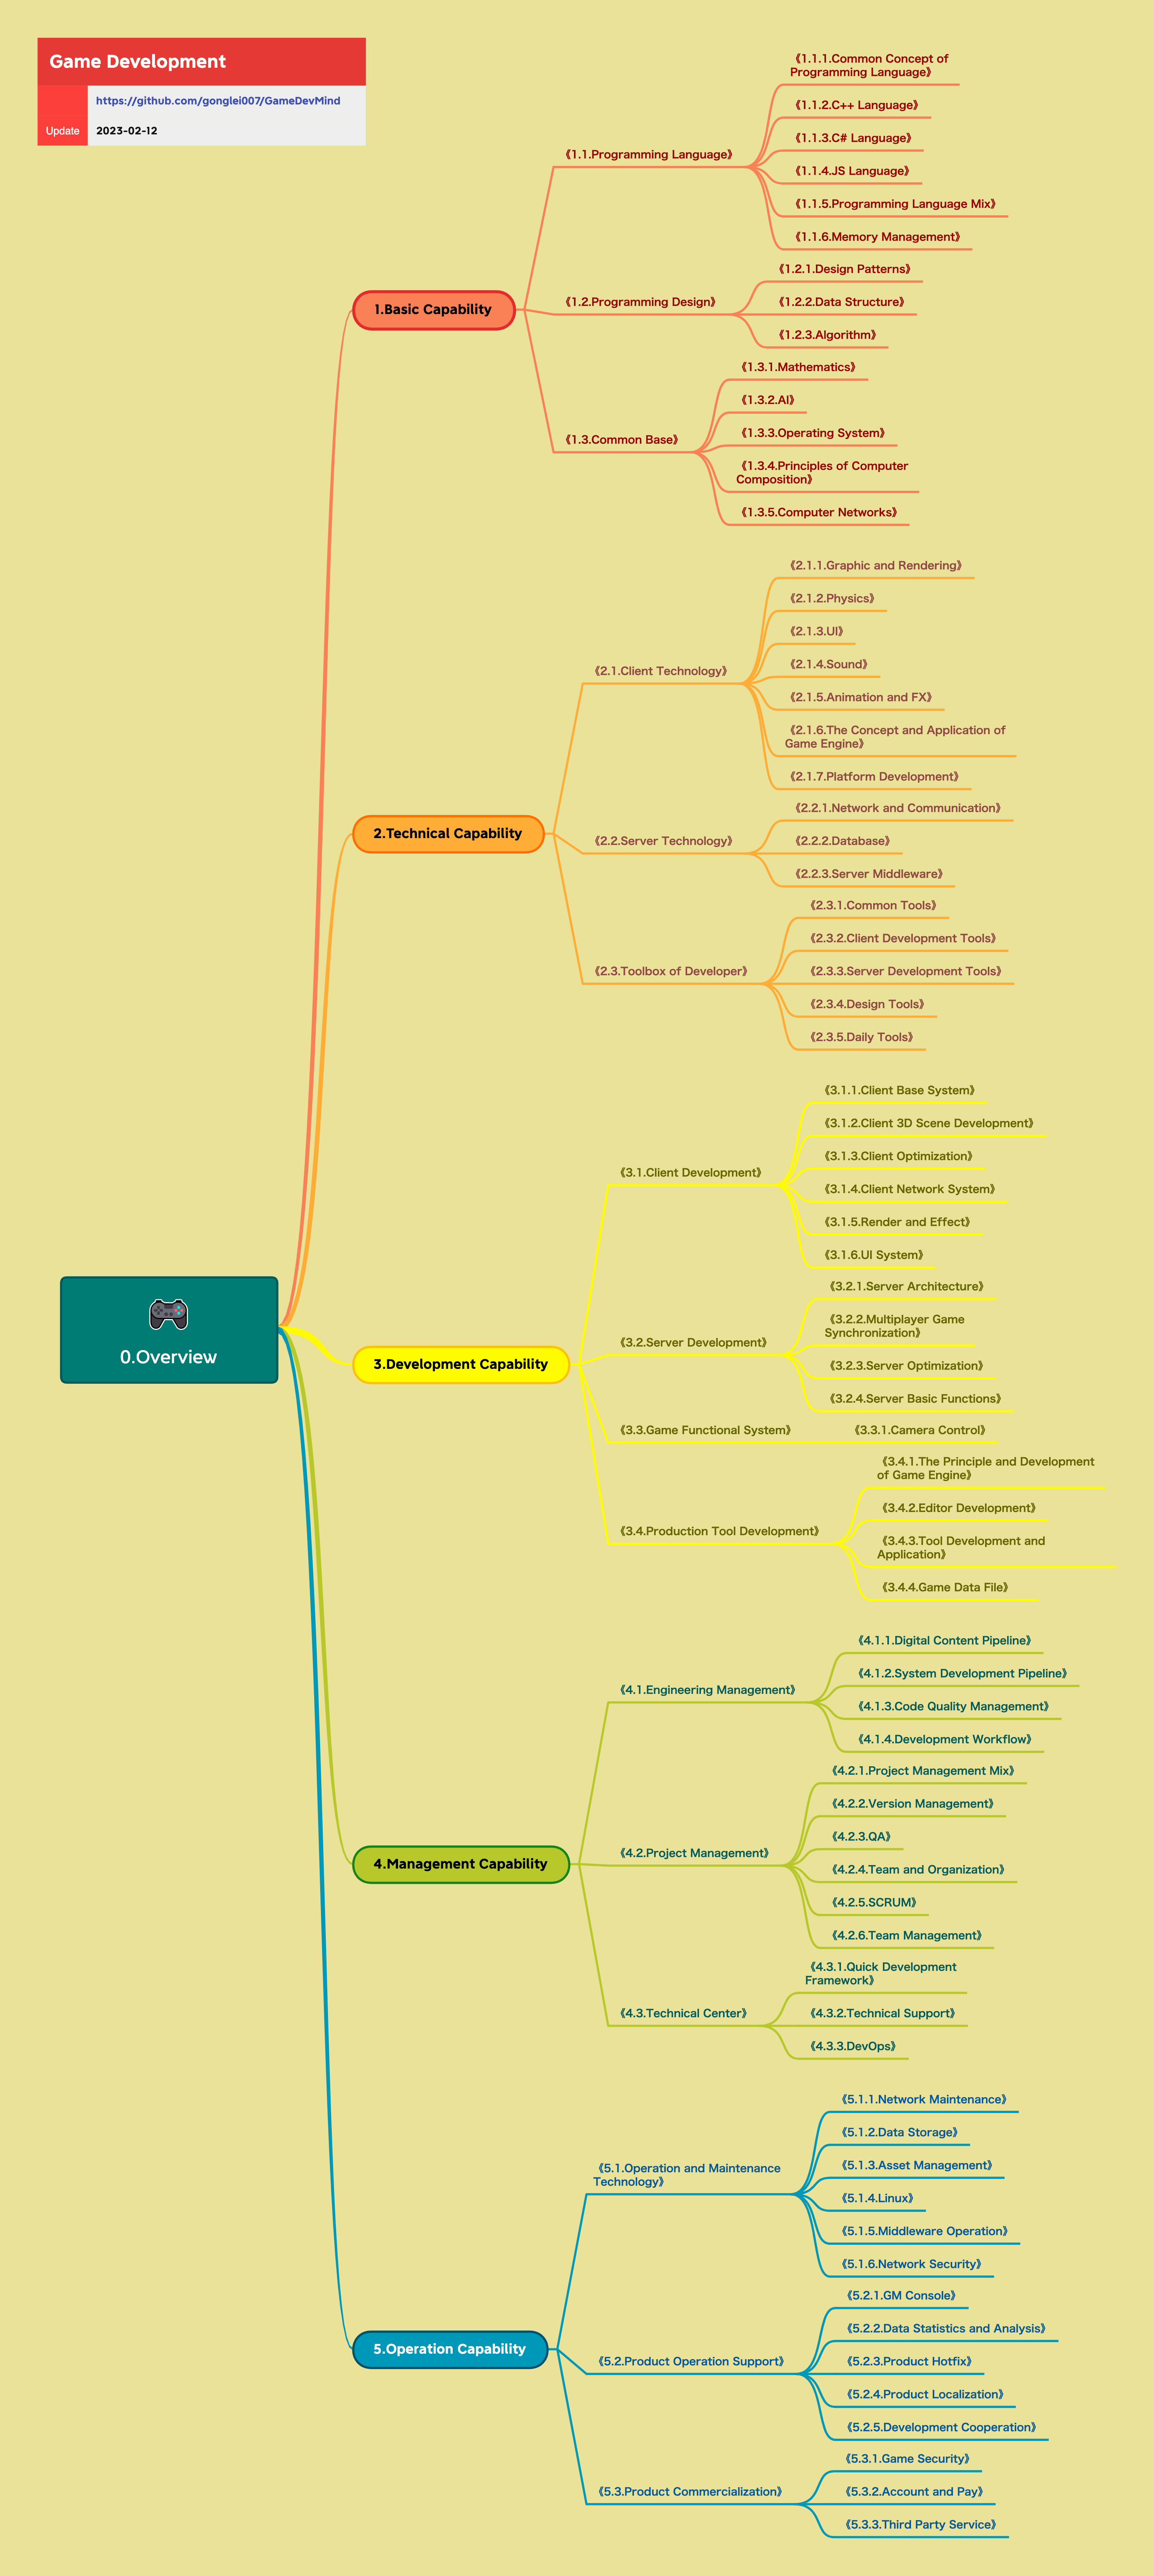 Game Development
https://github.com/gonglei007/GameDevMind
Update 2023-02-12
0.Overview
1.Basic Capability
《1.1.Programming Language》
《1.1.1.Common Concept of
Programming Language》
《1.1.2.C++ Language》
《1.1.3.C# Language》
《1.1.4.JS Language》
《1.1.5.Programming Language Mix》
《1.1.6.Memory Management》
《1.2.Programming Design》
《1.2.1.Design Patterns》
《1.2.2.Data Structure》
《1.2.3.Algorithm》
《1.3.Common Base》
《1.3.1.Mathematics》
《1.3.2.AI》
《1.3.3.Operating System》
《1.3.4.Principles of Computer
Composition》
《1.3.5.Computer Networks》
2.Technical Capability
《2.1.Client Technology》
《2.1.1.Graphic and Rendering》
《2.1.2.Physics》
《2.1.3.UI》
《2.1.4.Sound》
《2.1.5.Animation and FX》
《2.1.6.The Concept and Application of
Game Engine》
《2.1.7.Platform Development》
《2.2.Server Technology》
《2.2.1.Network and Communication》
《2.2.2.Database》
《2.2.3.Server Middleware》
《2.3.Toolbox of Developer》
《2.3.1.Common Tools》
《2.3.2.Client Development Tools》
《2.3.3.Server Development Tools》
《2.3.4.Design Tools》
《2.3.5.Daily Tools》
3.Development Capability
《3.1.Client Development》
《3.1.1.Client Base System》
《3.1.2.Client 3D Scene Development》
《3.1.3.Client Optimization》
《3.1.4.Client Network System》
《3.1.5.Render and Effect》
《3.1.6.UI System》
《3.2.Server Development》
《3.2.1.Server Architecture》
《3.2.2.Multiplayer Game
Synchronization》
《3.2.3.Server Optimization》
《3.2.4.Server Basic Functions》
《3.3.Game Functional System》
《3.3.1.Camera Control》
《3.4.Production Tool Development》
《3.4.1.The Principle and Development
of Game Engine》
《3.4.2.Editor Development》
《3.4.3.Tool Development and
Application》
《3.4.4.Game Data File》
4.Management Capability
《4.1.Engineering Management》
《4.1.1.Digital Content Pipeline》
《4.1.2.System Development Pipeline》
《4.1.3.Code Quality Management》
《4.1.4.Development Workflow》
《4.2.Project Management》
《4.2.1.Project Management Mix》
《4.2.2.Version Management》
《4.2.3.QA》
《4.2.4.Team and Organization》
《4.2.5.SCRUM》
《4.2.6.Team Management》
《4.3.Technical Center》
《4.3.1.Quick Development
Framework》
《4.3.2.Technical Support》
《4.3.3.DevOps》
5.Operation Capability
《5.1.Operation and Maintenance
Technology》
《5.1.1.Network Maintenance》
《5.1.2.Data Storage》
《5.1.3.Asset Management》
《5.1.4.Linux》
《5.1.5.Middleware Operation》
《5.1.6.Network Security》
《5.2.Product Operation Support》
《5.2.1.GM Console》
《5.2.2.Data Statistics and Analysis》
《5.2.3.Product Hotfix》
《5.2.4.Product Localization》
《5.2.5.Development Cooperation》
《5.3.Product Commercialization》
《5.3.1.Game Security》
《5.3.2.Account and Pay》
《5.3.3.Third Party Service》